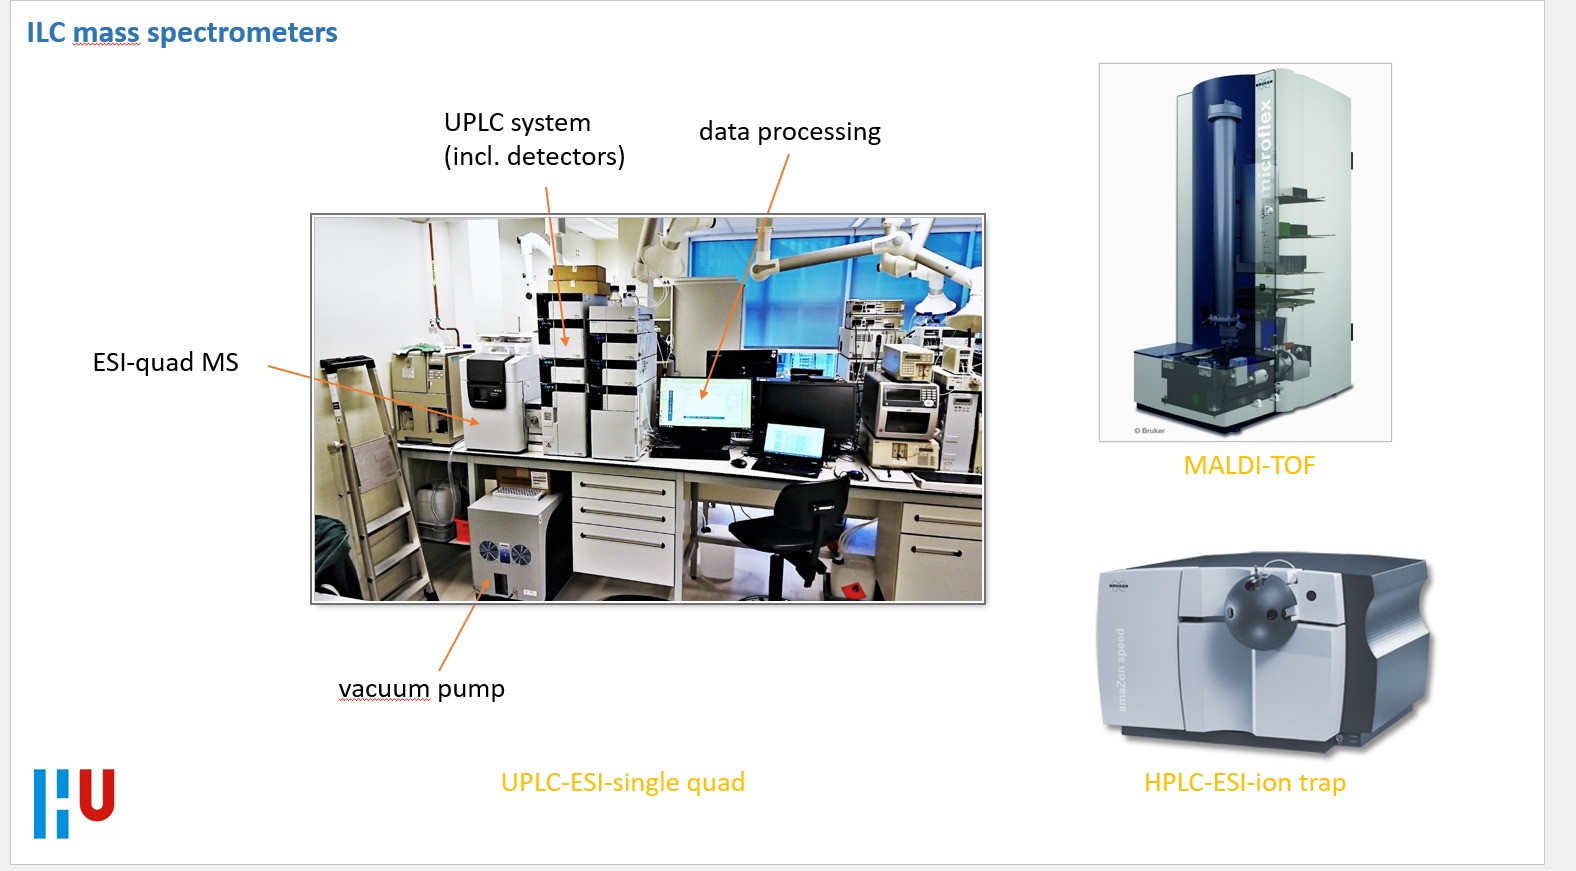 ILC mass spectrometers
UPLC system
(incl. detectors)
data processing
ESI-quad MS
vacuum pump
UPLC-ESI-single quad
BRUKER
microflex
© Bruker
MALDI-TOF
BRUKER
amaZon speed
HPLC-ESI-ion trap
HU